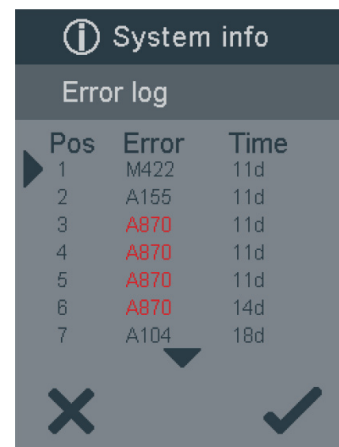 System info
Error log
Pos Error Time
1 M422 11d
2 A155 11d
3 A870 11d
4 A870 11d
5 A870 11d
6 A870 14d
7 A104 18d